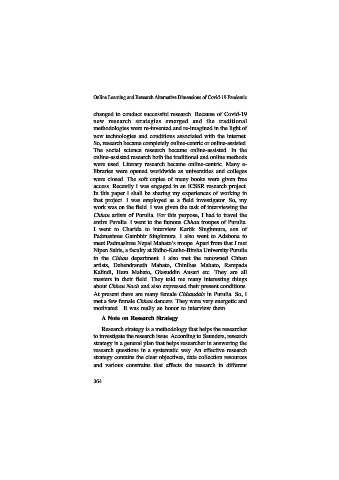 Online Learning and Research Alternative Dimensions of Covid-19 Pandemic
changed to conduct successful research. Because of Covid-19
new research strategies emerged and the traditional
methodologies were re-invented and re-imagined in the light of
new technologies and conditions associated with the internet.
So, research became completely online-centric or online-assisted.
The social science research became online-assisted. In the
online-assisted research both the traditional and online methods
were used. Literary research became online-centric. Many e-
libraries were opened worldwide as universities and colleges
were closed. The soft copies of many books were given free
access. Recently I was engaged in an ICSSR research project.
In this paper I shall be sharing my experiences of working in
that project. I was employed as a field investigator. So, my
work was on the field. I was given the task of interviewing the
Chhau artists of Purulia. For this purpose, I had to travel the
entire Purulia. I went to the famous Chhau troupes of Purulia.
I went to Charida to interview Kartik Singhmura, son of
Padmashree Gambhir Singhmura. I also went to Adabona to
meet Padmashree Nepal Mahato's troupe. Apart from that I met
Nipen Sahis, a faculty at Sidho-Kanho-Birsha University Purulia
in the Chhau department. I also met the renowned Chhau
artists, Dhirendranath Mahato, Chinibas Mahato, Rampada
Kalindi, Hem Mahato, Giasuddin Ansari etc. They are all
masters in their field. They told me many interesting things
about Chhau Nach and also expressed their present conditions.
At present there are many female Chhaudals in Purulia. So, I
met a few female Chhau dancers. They were very energetic and
motivated. It was really an honor to interview them.
A Note on Research Strategy
Research strategy is a methodology that helps the researcher
to investigate the research issue. According to Saunders, research
strategy is a general plan that helps researcher in answering the
research questions in a systematic way. An effective research
strategy contains the clear objectives, data collection resources
and various constrains that affects the research in different
364